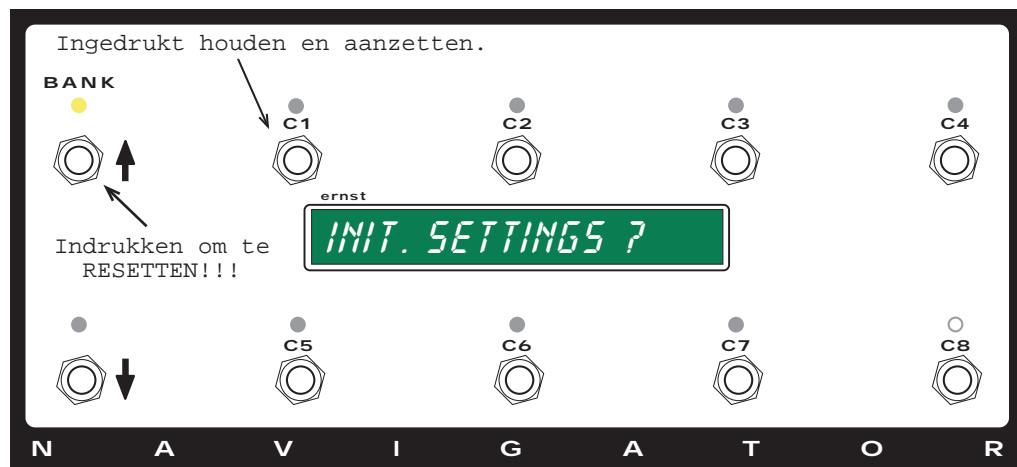 Ingedrukt houden en aanzetten.
BANK
C1 C2 C3 C4
ernst
INIT. SETTINGS ?
Indrukken om te
RESETTEN!!!
C5 C6 C7 C8
N A V I G A T O R